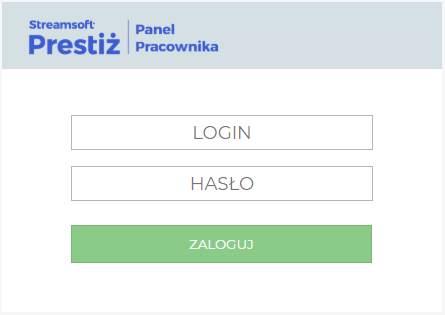 Streamsoft
Prestiż
Panel
Pracownika
LOGIN
HASŁO
ZALOGUJ